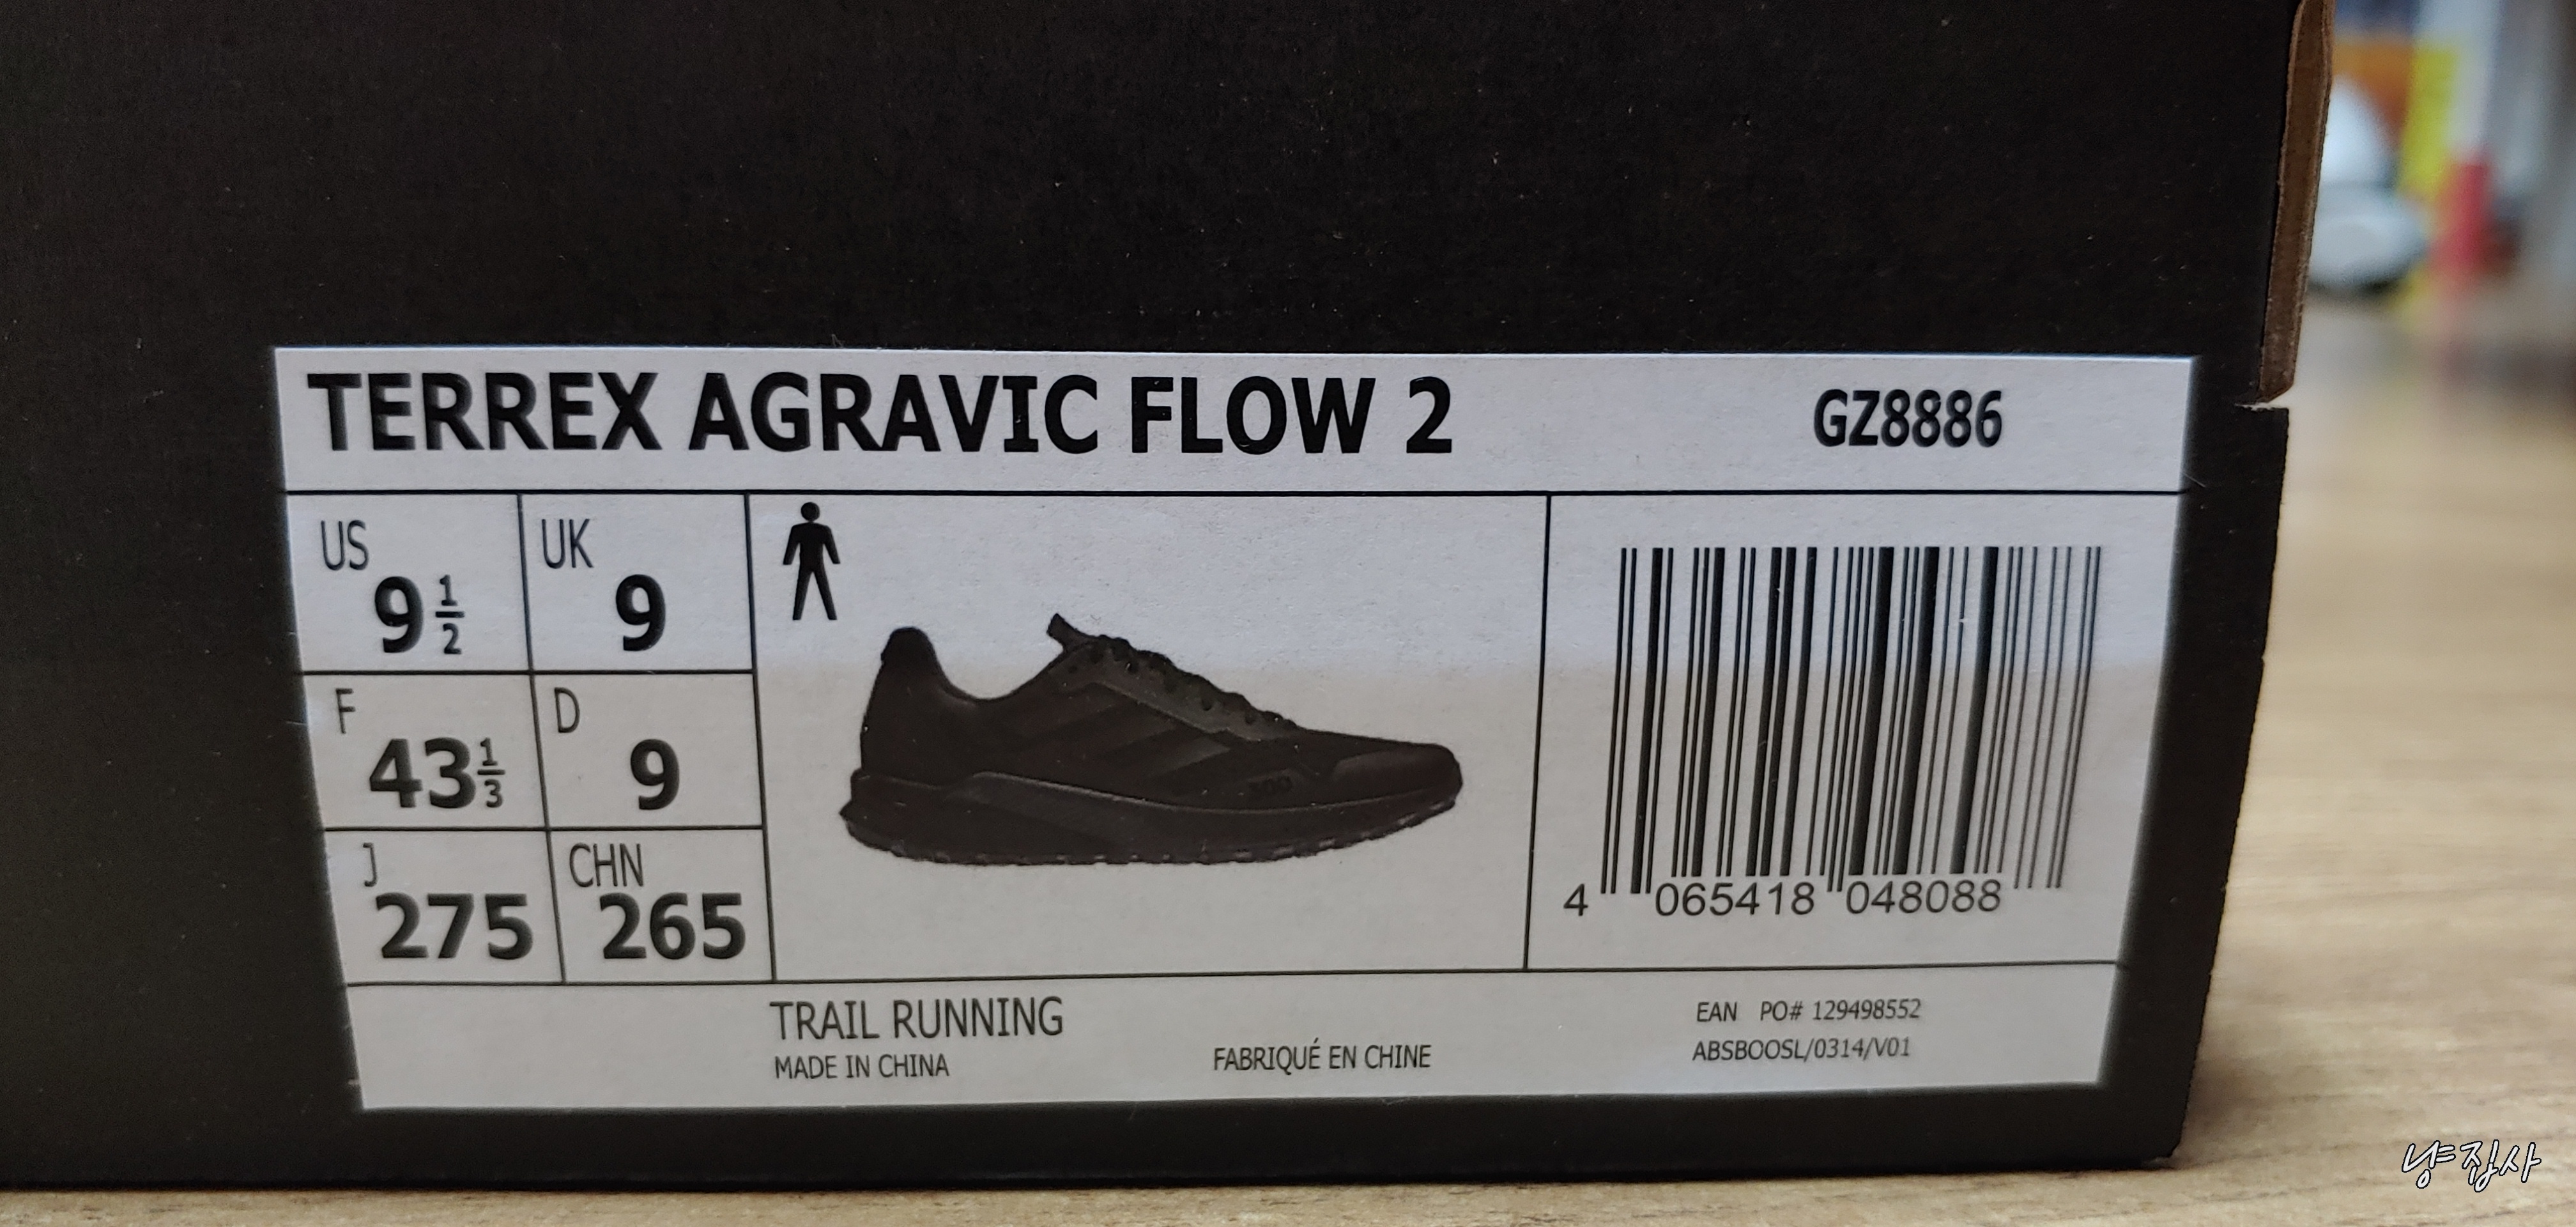 TERREX AGRAVIC FLOW 2 GZ8886
US 9 1/2 UK 9
F 43 1/3 D 9
J 275 CHN 265
4 065418 048088
TRAIL RUNNING
MADE IN CHINA FABRIQUÉ EN CHINE
EAN PO# 129498552
ABSBOOSL/0314/V01
냥집사